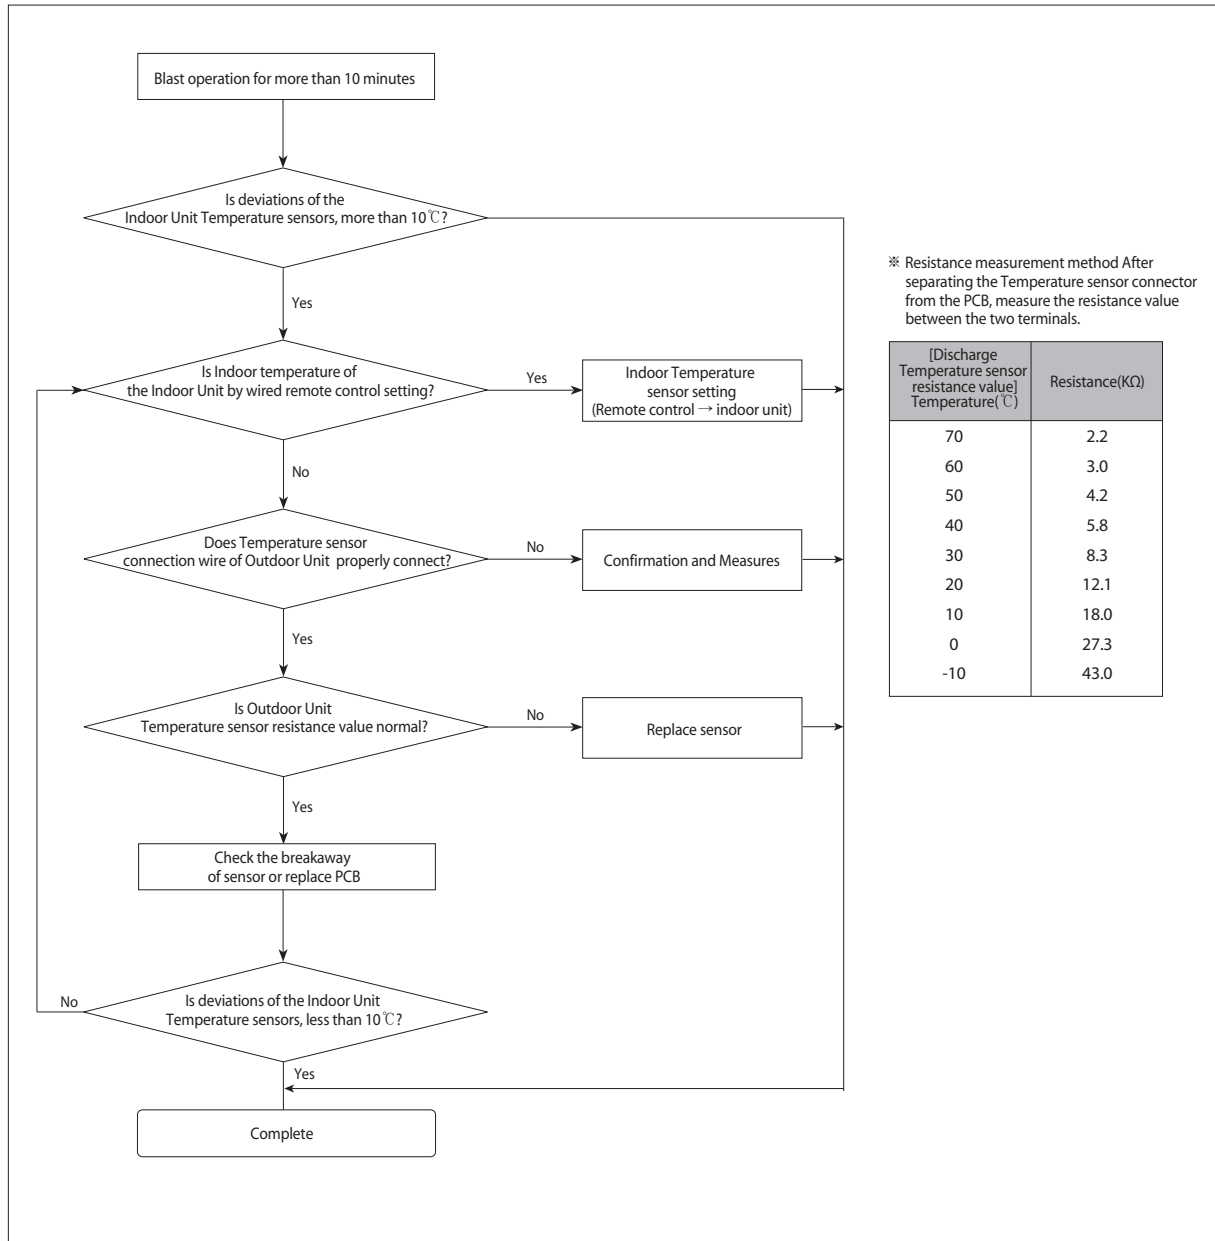 Blast operation for more than 10 minutes
Is deviations of the
Indoor Unit Temperature sensors, more than 10℃?
Yes
Is Indoor temperature of
the Indoor Unit by wired remote control setting?
Yes
Indoor Temperature
sensor setting
(Remote control → indoor unit)
No
Does Temperature sensor
connection wire of Outdoor Unit properly connect?
No
Confirmation and Measures
Yes
Is Outdoor Unit
Temperature sensor resistance value normal?
No
Replace sensor
Yes
Check the breakaway
of sensor or replace PCB
No
Is deviations of the Indoor Unit
Temperature sensors, less than 10℃?
Yes
Complete
※ Resistance measurement method After
separating the Temperature sensor connector
from the PCB, measure the resistance value
between the two terminals.
[Discharge
Temperature sensor
resistance value]
Temperature(℃)
Resistance(KΩ)
70 2.2
60 3.0
50 4.2
40 5.8
30 8.3
20 12.1
10 18.0
0 27.3
-10 43.0